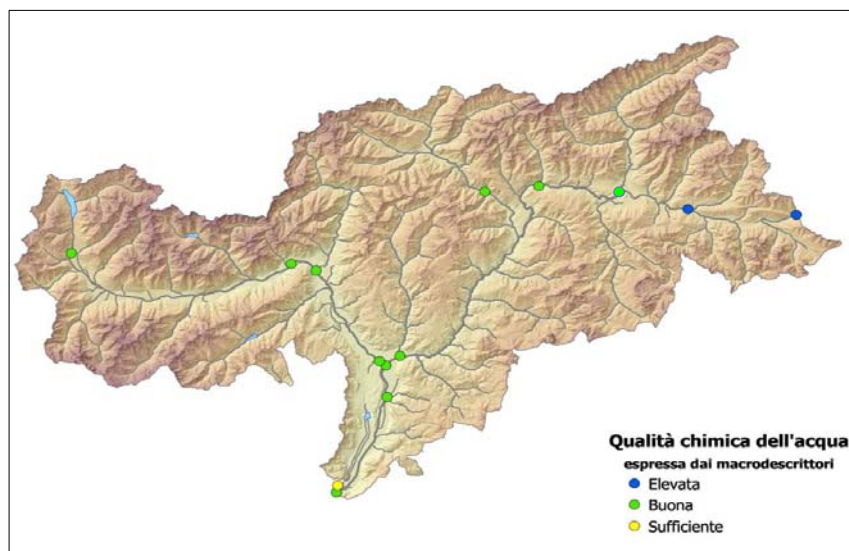 Qualità chimica dell'acqua
espressa dai macrodescrittori
Elevata
Buona
Sufficiente